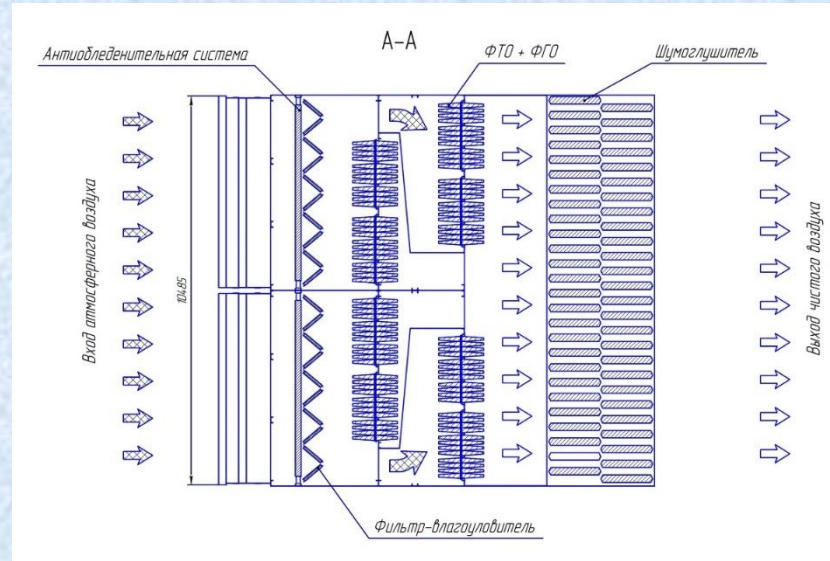 А-А
Антиобледенительная система
ФТО + ФГО
Шумоглушитель
Вход атмосферного воздуха
10485
Выход чистого воздуха
Фильтр-влагоуловитель